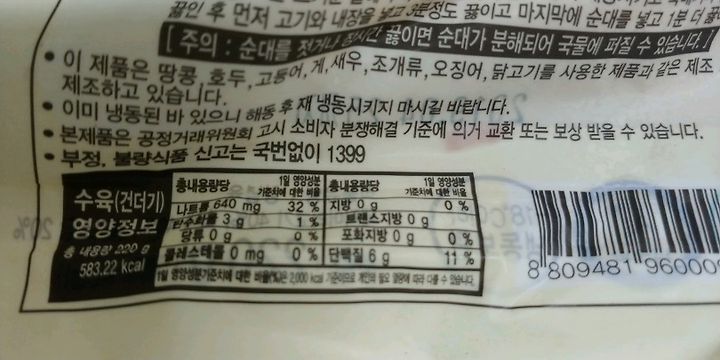 끓인 후 먼저 고기와 내장을 넣고 3분정도 끓이고 마지막에 순대를 넣고 1분 더 끓
[ 주의 : 순대를 젓거나 장시간 끓이면 순대가 분해되어 국물에 퍼질 수 있습니다. ]
• 이 제품은 땅콩, 호두, 고등어, 게, 새우, 조개류, 오징어, 닭고기를 사용한 제품과 같은 제조
제조하고 있습니다.
• 이미 냉동된 바 있으니 해동 후 재 냉동시키지 마시길 바랍니다.
• 본제품은 공정거래위원회 고시 소비자 분쟁해결 기준에 의거 교환 또는 보상 받을 수 있습니다.
• 부정, 불량식품 신고는 국번없이 1399
수육(건더기)
영양정보
총 내용량 220 g
583.22 kcal
총내용량당 1일 영양성분 기준치에 대한 비율
나트륨 640 mg 32 %
탄수화물 3 g 1 %
당류 0 g 0 %
콜레스테롤 0 mg 0 %
총내용량당 1일 영양성분 기준치에 대한 비율
지방 0 g 0 %
트랜스지방 0 g
포화지방 0 g 0 %
단백질 6 g 11 %
1일 영양성분기준치에 대한 비율(%)은 2,000 kcal 기준이므로 개인의 필요 열량에 따라 다를 수 있습니다.
8 809481 96000